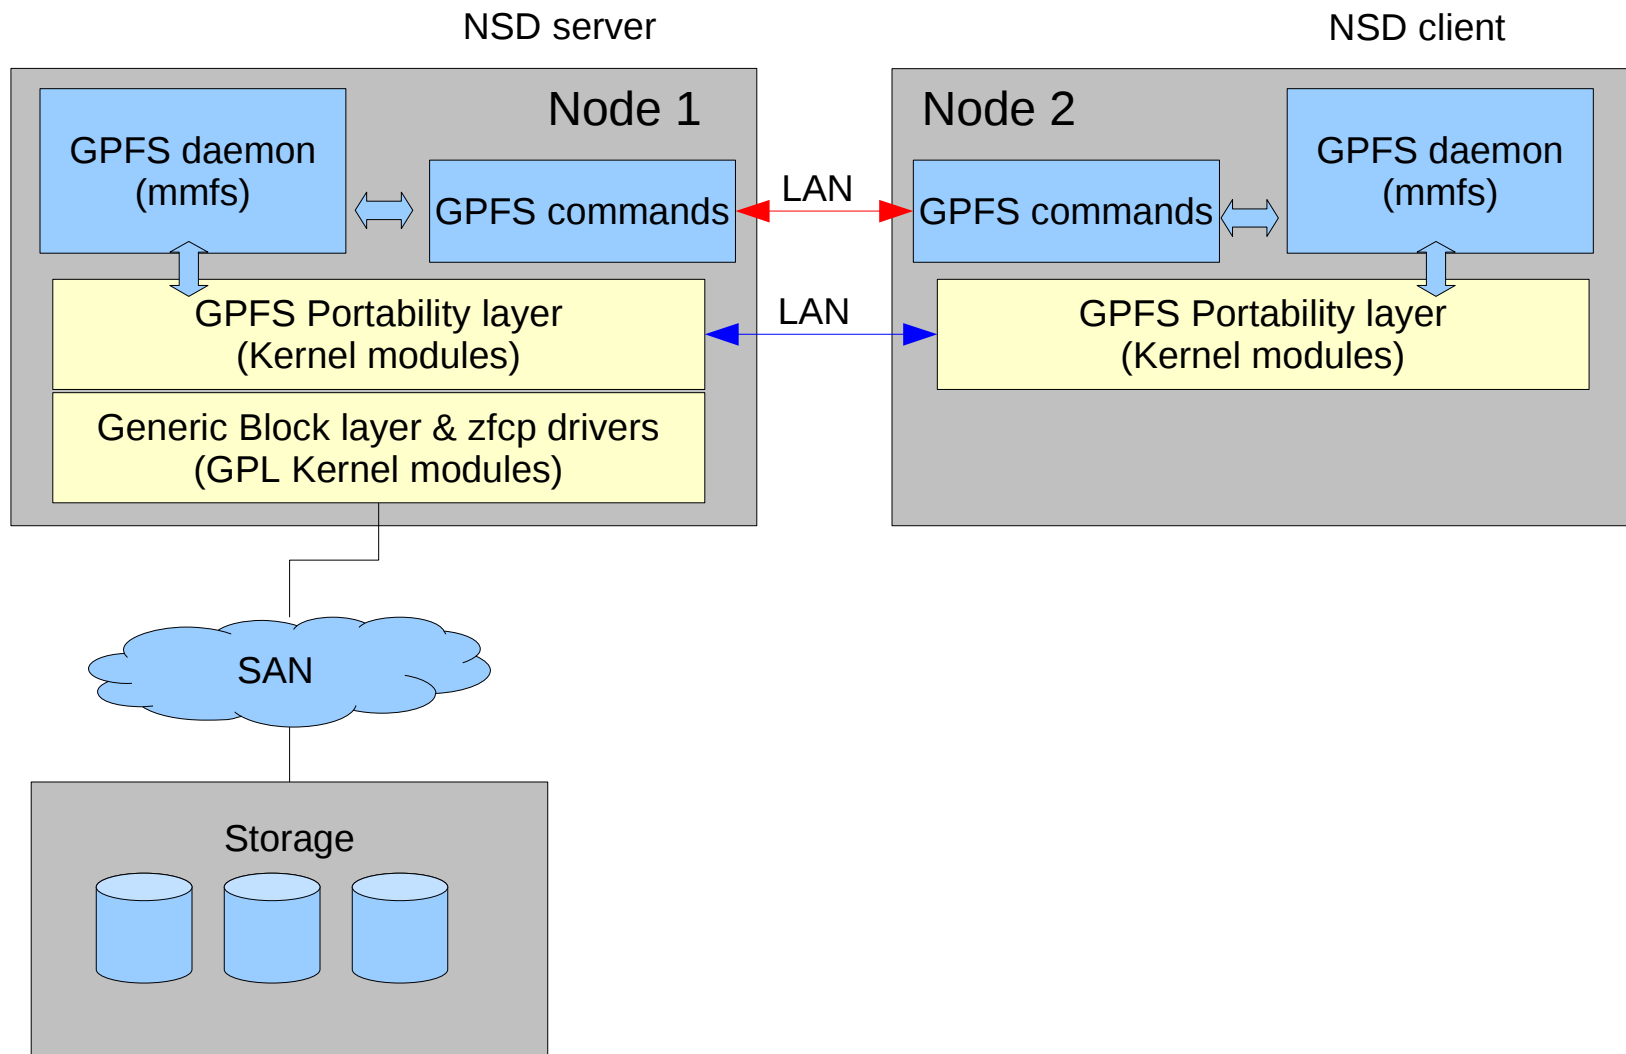 NSD server
NSD client
Node 1
Node 2
GPFS daemon
(mmfs)
GPFS commands
LAN
GPFS commands
GPFS daemon
(mmfs)
GPFS Portability layer
(Kernel modules)
LAN
GPFS Portability layer
(Kernel modules)
Generic Block layer & zfcp drivers
(GPL Kernel modules)
SAN
Storage